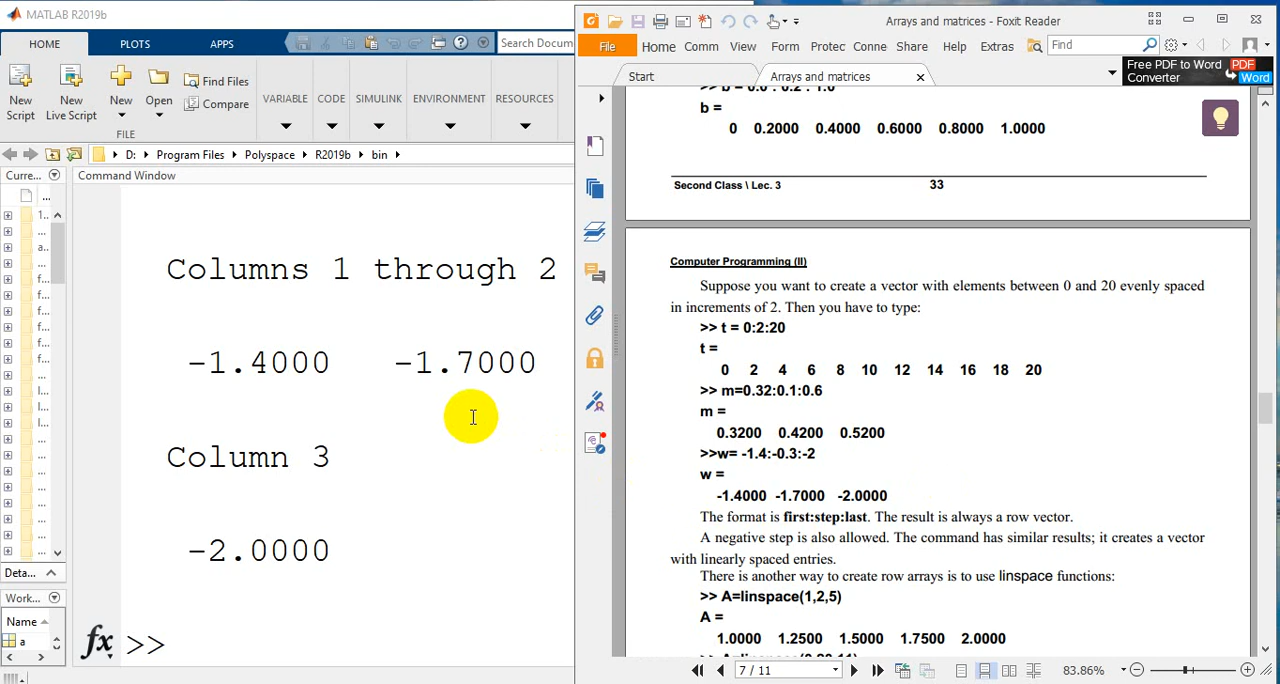 MATLAB R2019b
HOME
PLOTS
APPS
Search Docum
New Script
New Live Script
New
Open
Find Files
Compare
FILE
VARIABLE
CODE
SIMULINK
ENVIRONMENT
RESOURCES
D:
Program Files
Polyspace
R2019b
bin
Curre...
Command Window
Columns 1 through 2
-1.4000 -1.7000
Column 3
-2.0000
fx >>
Deta...
Work...
Name
a
Arrays and matrices - Foxit Reader
File Home Comm View Form Protec Conne Share Help Extras Find
Start
Arrays and matrices
Free PDF to Word
Converter
PDF
Word
b =
0 0.2000 0.4000 0.6000 0.8000 1.0000
Second Class \ Lec. 3 33
Computer Programming (II)
Suppose you want to create a vector with elements between 0 and 20 evenly spaced
in increments of 2. Then you have to type:
>> t = 0:2:20
t =
0 2 4 6 8 10 12 14 16 18 20
>> m=0.32:0.1:0.6
m =
0.3200 0.4200 0.5200
>>w= -1.4:-0.3:-2
w =
-1.4000 -1.7000 -2.0000
The format is first:step:last. The result is always a row vector.
A negative step is also allowed. The command has similar results; it creates a vector
with linearly spaced entries.
There is another way to create row arrays is to use linspace functions:
>> A=linspace(1,2,5)
A =
1.0000 1.2500 1.5000 1.7500 2.0000
7 / 11
83.86%